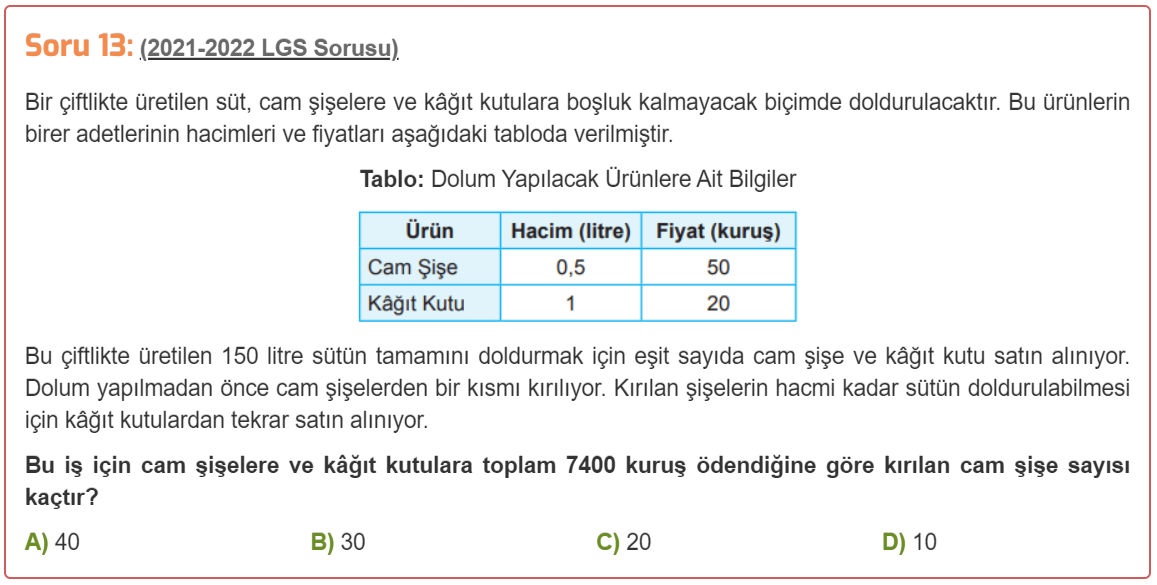 Soru 13: (2021-2022 LGS Sorusu)
Bir çiftlikte üretilen süt, cam şişelere ve kâğıt kutulara boşluk kalmayacak biçimde doldurulacaktır. Bu ürünlerin
birer adetlerinin hacimleri ve fiyatları aşağıdaki tabloda verilmiştir.
Tablo: Dolum Yapılacak Ürünlere Ait Bilgiler
Ürün Hacim (litre) Fiyat (kuruş)
Cam Şişe 0,5 50
Kâğıt Kutu 1 20
Bu çiftlikte üretilen 150 litre sütün tamamını doldurmak için eşit sayıda cam şişe ve kâğıt kutu satın alınıyor.
Dolum yapılmadan önce cam şişelerden bir kısmı kırılıyor. Kırılan şişelerin hacmi kadar sütün doldurulabilmesi
için kâğıt kutulardan tekrar satın alınıyor.
Bu iş için cam şişelere ve kâğıt kutulara toplam 7400 kuruş ödendiğine göre kırılan cam şişe sayısı
kaçtır?
A) 40 B) 30 C) 20 D) 10